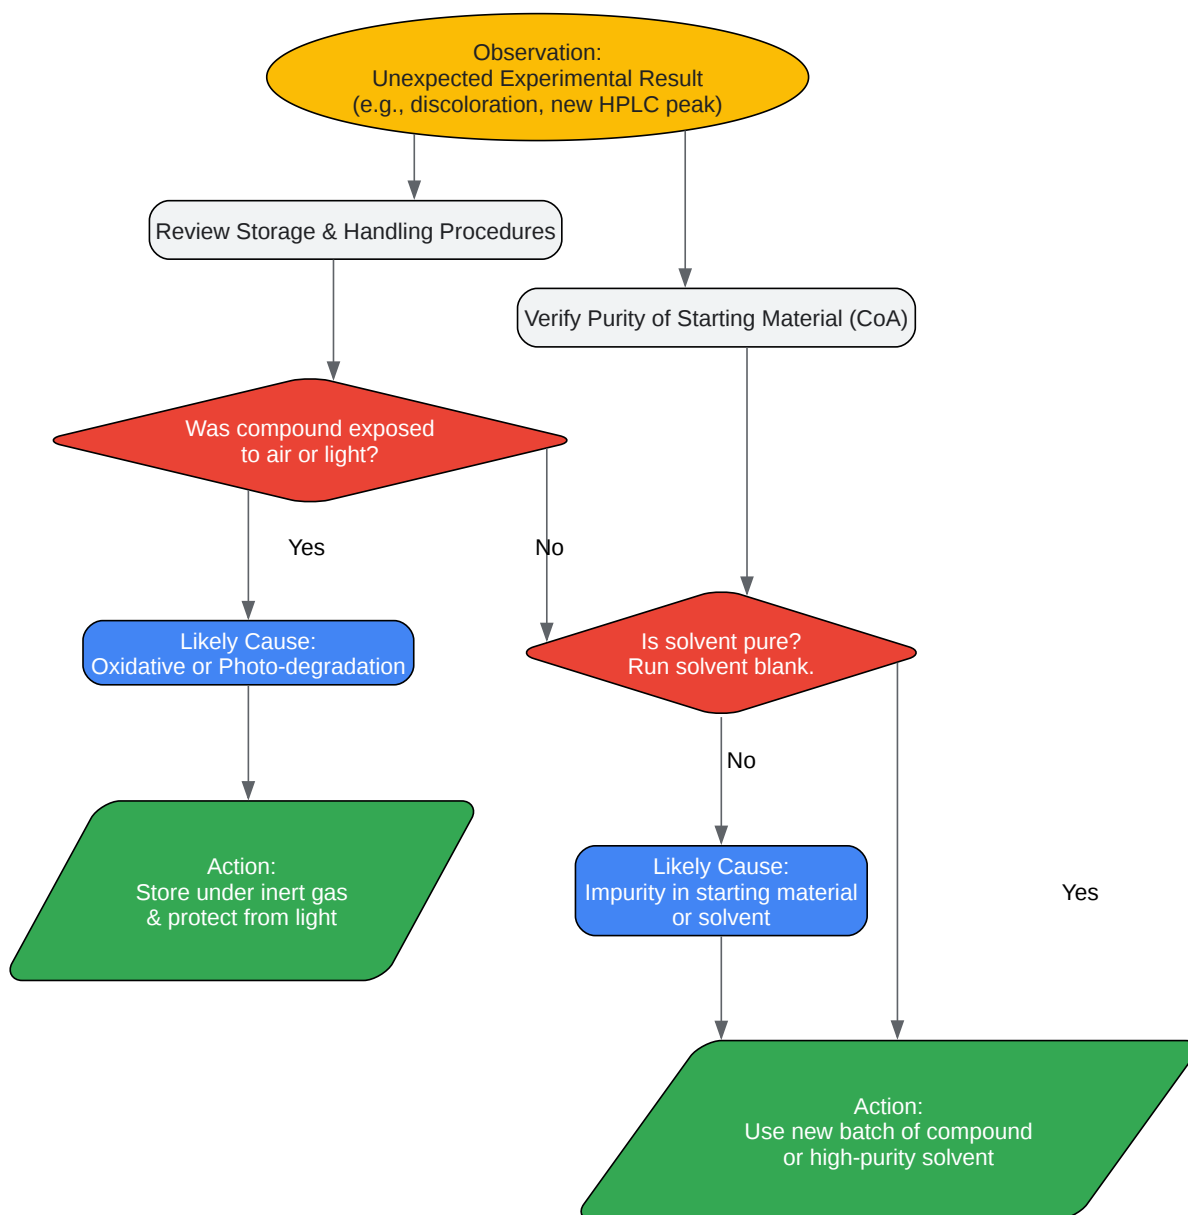 Observation:
Unexpected Experimental Result
(e.g., discoloration, new HPLC peak)
Review Storage & Handling Procedures
Verify Purity of Starting Material (CoA)
Was compound exposed
to air or light?
Yes
No
Likely Cause:
Oxidative or Photo-degradation
Is solvent pure?
Run solvent blank.
No
Action:
Store under inert gas
& protect from light
Likely Cause:
Impurity in starting material
or solvent
Yes
Action:
Use new batch of compound
or high-purity solvent